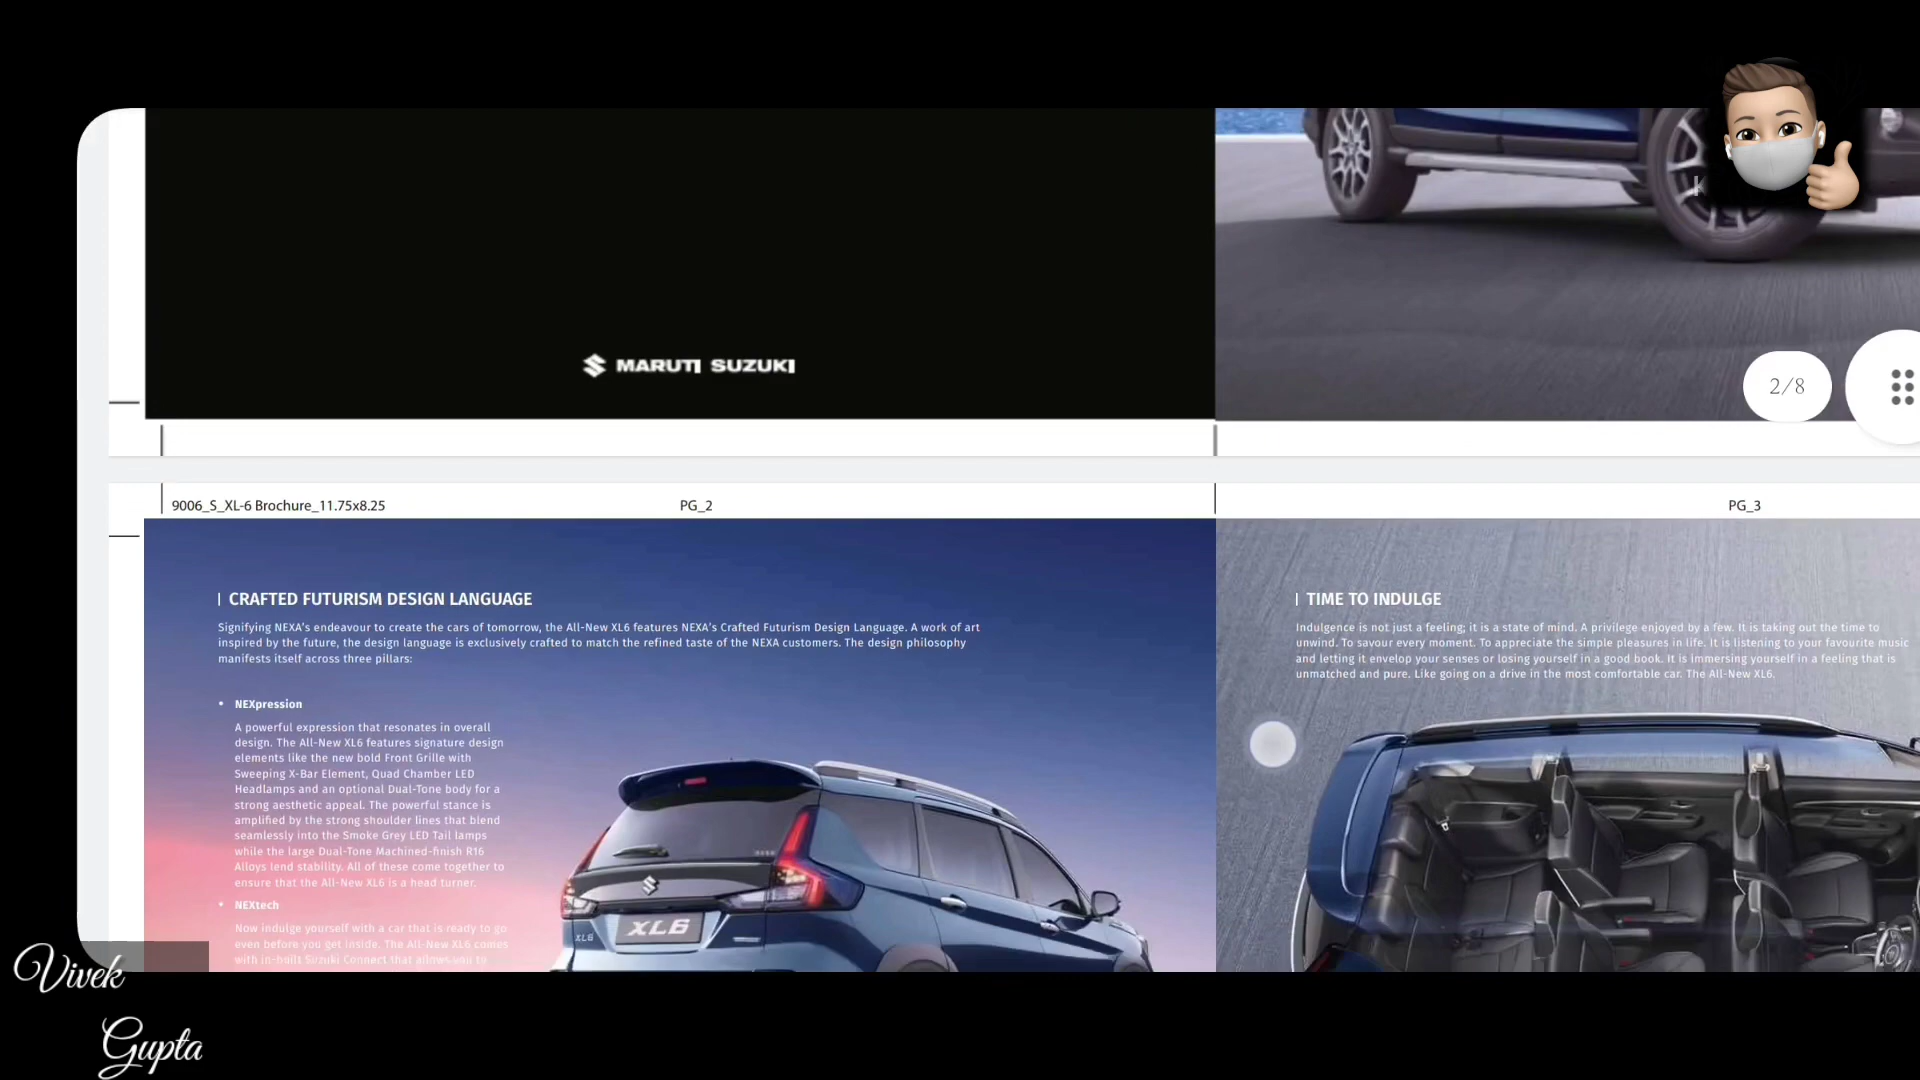 MARUTI SUZUKI
2/8
9006_S_XL-6 Brochure_11.75x8.25
PG_2
PG_3
CRAFTED FUTURISM DESIGN LANGUAGE
Signifying NEXA's endeavour to create the cars of tomorrow, the All-New XL6 features NEXA's Crafted Futurism Design Language. A work of art
inspired by the future, the design language is exclusively crafted to match the refined taste of the NEXA customers. The design philosophy
manifests itself across three pillars:
• NEXpression
A powerful expression that resonates in overall
design. The All-New XL6 features signature design
elements like the new bold Front Grille with
Sweeping X-Bar Element, Quad Chamber LED
Headlamps and an optional Dual-Tone body for a
strong aesthetic appeal. The powerful stance is
amplified by the strong shoulder lines that blend
seamlessly into the Smoke Grey LED Tail lamps
while the large Dual-Tone Machined-finish R16
Alloys lend stability. All of these come together to
ensure that the All-New XL6 is a head turner.
• NEXtech
Now indulge yourself with a car that is ready to go
even before you get inside. The All-New XL6 comes
with in-built Suzuki Connect that allows you to
XL6
XL6
TIME TO INDULGE
Indulgence is not just a feeling; it is a state of mind. A privilege enjoyed by a few. It is taking out the time to
unwind. To savour every moment. To appreciate the simple pleasures in life. It is listening to your favourite music
and letting it envelop your senses or losing yourself in a good book. It is immersing yourself in a feeling that is
unmatched and pure. Like going on a drive in the most comfortable car. The All-New XL6.
Vivek
Gupta